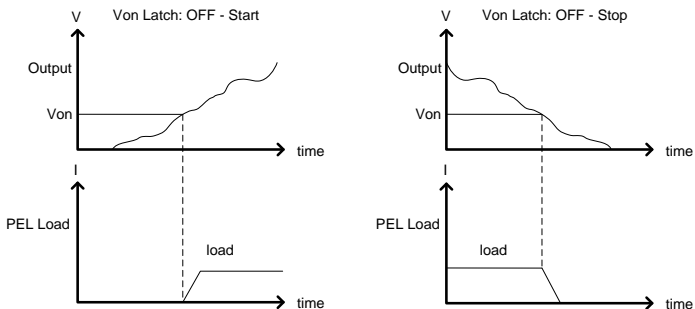 V Von Latch: OFF - Start
Output
Von
time
I
PEL Load
load
time
V Von Latch: OFF - Stop
Output
Von
time
I
PEL Load
load
time